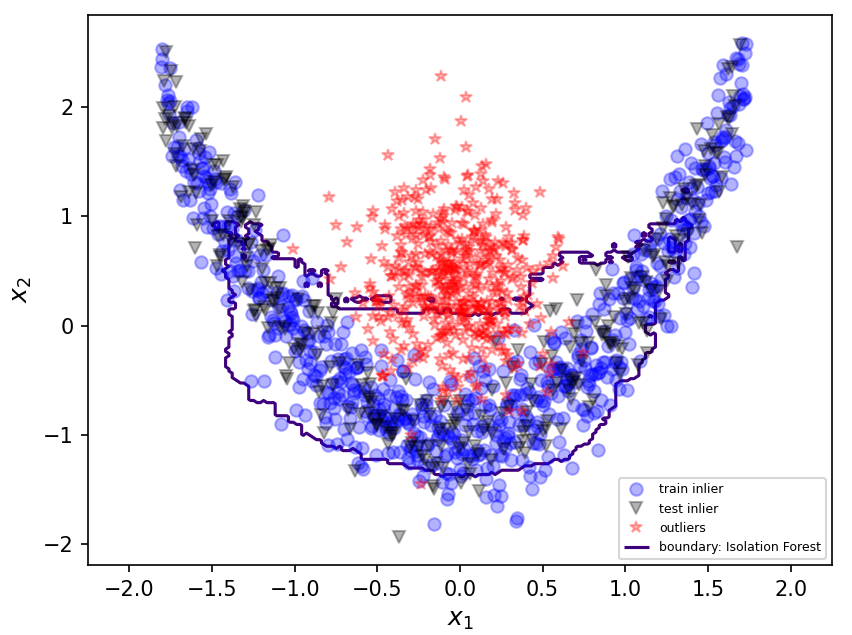 2
1
0
−1
−2
x₂
−2.0 −1.5 −1.0 −0.5 0.0 0.5 1.0 1.5 2.0
x₁
train inlier
test inlier
outliers
boundary: Isolation Forest